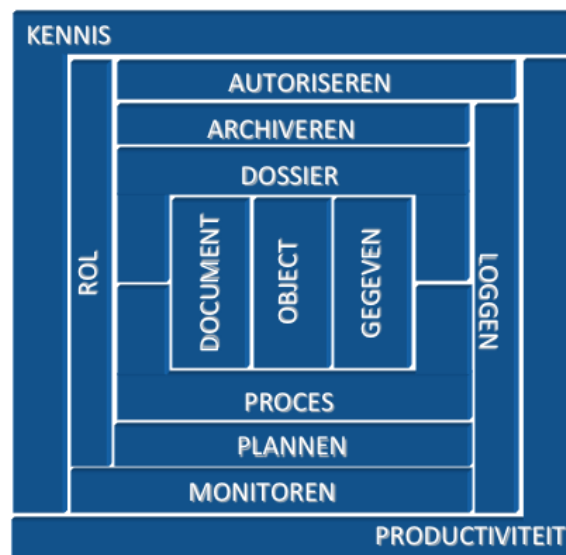 KENNIS
AUTORISEREN
ARCHIVEREN
DOSSIER
ROL
DOCUMENT
OBJECT
GEGEVEN
LOGGEN
PROCES
PLANNEN
MONITOREN
PRODUCTIVITEIT